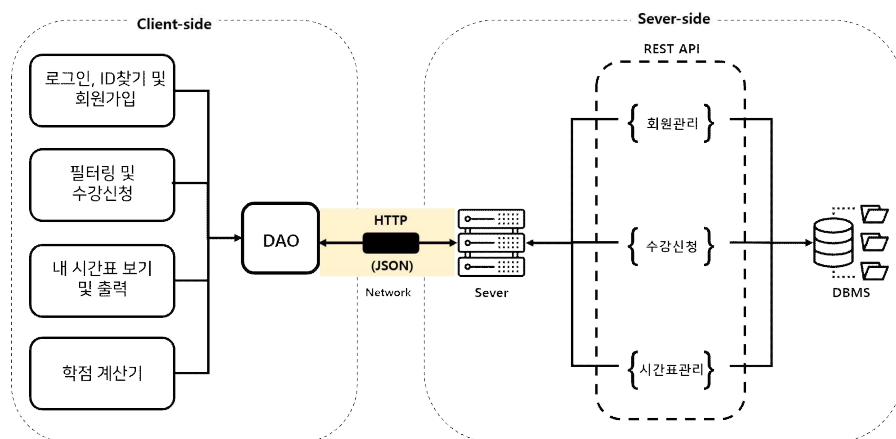 Client-side
로그인, ID찾기 및
회원가입
필터링 및
수강신청
내 시간표 보기
및 출력
학점 계산기
DAO
HTTP
(JSON)
Network
Sever-side
REST API
Sever
{ 회원관리 }
{ 수강신청 }
{ 시간표관리 }
DBMS